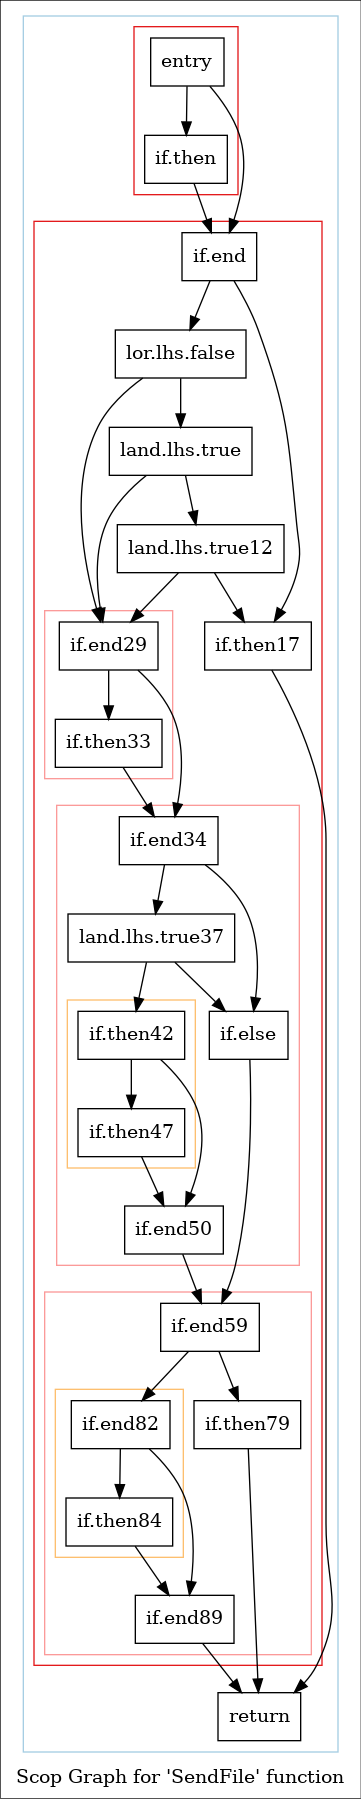 entry
if.then
if.end
lor.lhs.false
land.lhs.true
land.lhs.true12
if.end29
if.then17
if.then33
if.end34
land.lhs.true37
if.then42
if.else
if.then47
if.end50
if.end59
if.end82
if.then79
if.then84
if.end89
return
Scop Graph for 'SendFile' function